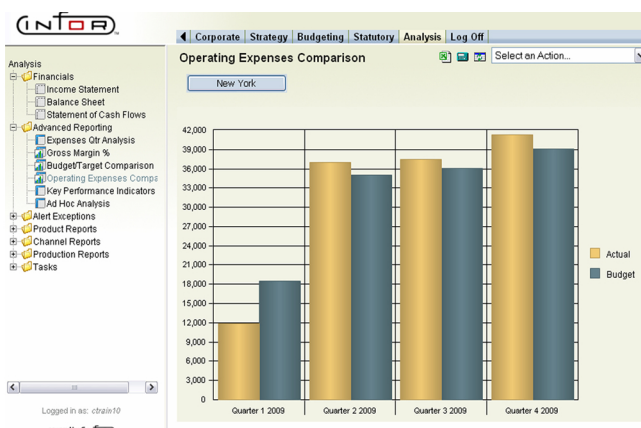 infor
Corporate Strategy Budgeting Statutory Analysis Log Off
Operating Expenses Comparison
Select an Action...
New York
Analysis
Financials
Income Statement
Balance Sheet
Statement of Cash Flows
Advanced Reporting
Expenses Qtr Analysis
Gross Margin %
Budget/Target Comparison
Operating Expenses Compa
Key Performance Indicators
Ad Hoc Analysis
Alert Exceptions
Product Reports
Channel Reports
Production Reports
Tasks
Logged in as: ctrain10
42,000
39,000
36,000
33,000
30,000
27,000
24,000
21,000
18,000
15,000
12,000
9,000
6,000
3,000
0
Quarter 1 2009 Quarter 2 2009 Quarter 3 2009 Quarter 4 2009
Actual
Budget